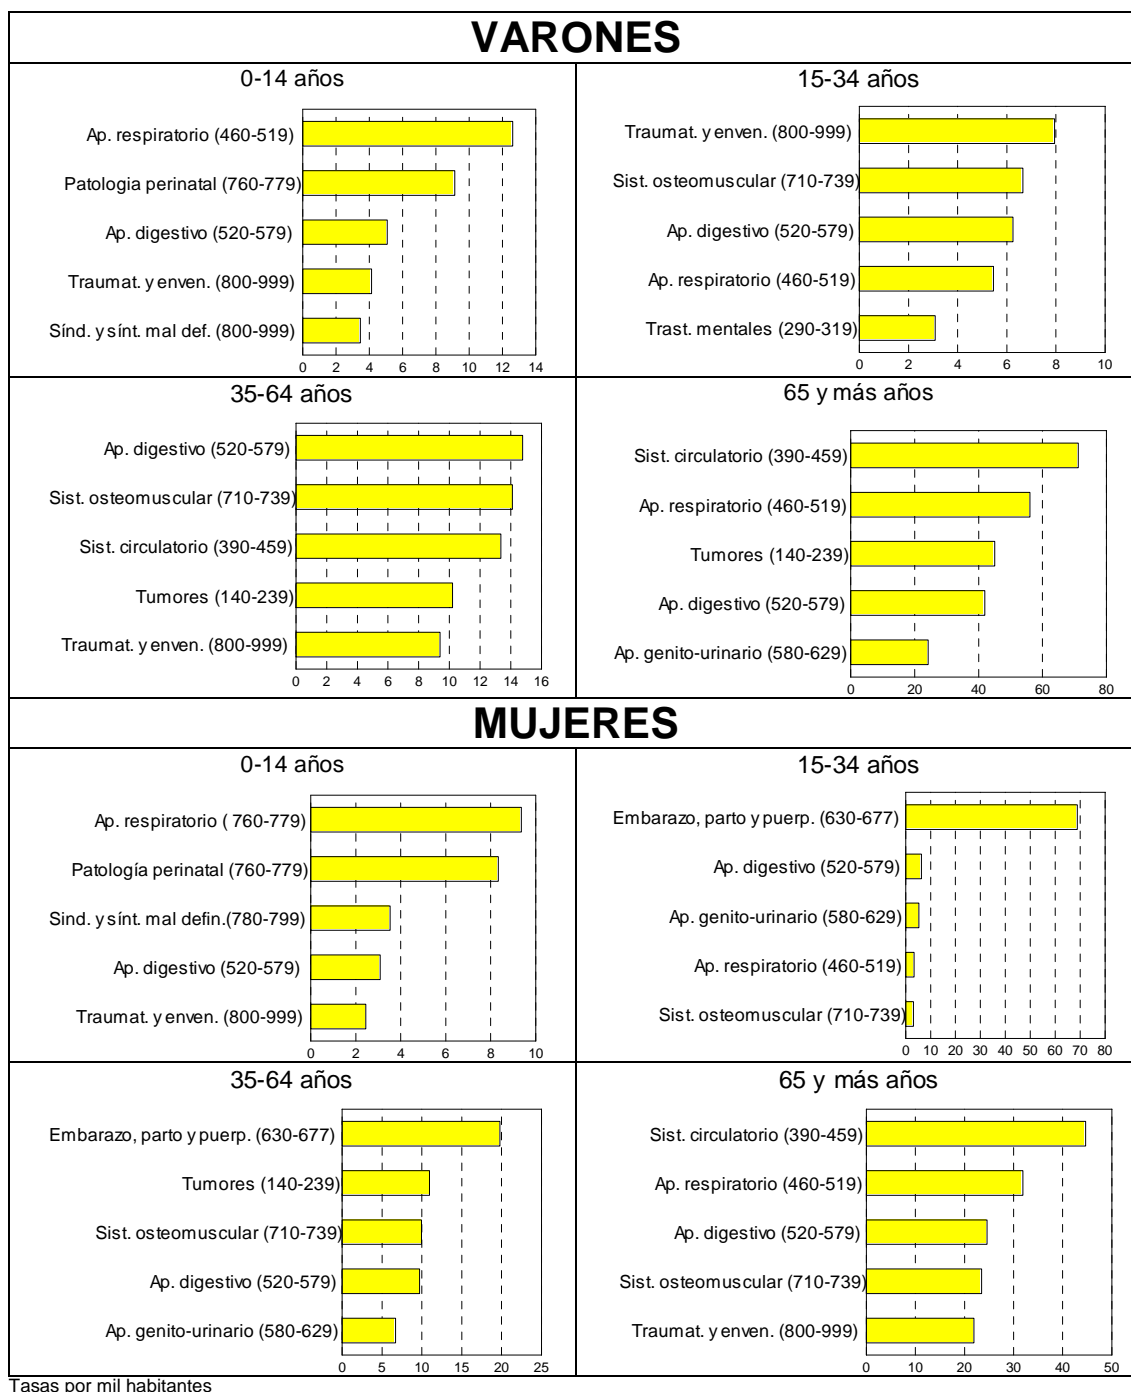 VARONES
0-14 años
Ap. respiratorio (460-519)
Patologia perinatal (760-779)
Ap. digestivo (520-579)
Traumat. y enven. (800-999)
Sínd. y sínt. mal def. (800-999)
0 2 4 6 8 10 12 14
15-34 años
Traumat. y enven. (800-999)
Sist. osteomuscular (710-739)
Ap. digestivo (520-579)
Ap. respiratorio (460-519)
Trast. mentales (290-319)
0 2 4 6 8 10
35-64 años
Ap. digestivo (520-579)
Sist. osteomuscular (710-739)
Sist. circulatorio (390-459)
Tumores (140-239)
Traumat. y enven. (800-999)
0 2 4 6 8 10 12 14 16
65 y más años
Sist. circulatorio (390-459)
Ap. respiratorio (460-519)
Tumores (140-239)
Ap. digestivo (520-579)
Ap. genito-urinario (580-629)
0 20 40 60 80
MUJERES
0-14 años
Ap. respiratorio ( 760-779)
Patología perinatal (760-779)
Sind. y sínt. mal defin.(780-799)
Ap. digestivo (520-579)
Traumat. y enven. (800-999)
0 2 4 6 8 10
15-34 años
Embarazo, parto y puerp. (630-677)
Ap. digestivo (520-579)
Ap. genito-urinario (580-629)
Ap. respiratorio (460-519)
Sist. osteomuscular (710-739)
0 10 20 30 40 50 60 70 80
35-64 años
Embarazo, parto y puerp. (630-677)
Tumores (140-239)
Sist. osteomuscular (710-739)
Ap. digestivo (520-579)
Ap. genito-urinario (580-629)
0 5 10 15 20 25
65 y más años
Sist. circulatorio (390-459)
Ap. respiratorio (460-519)
Ap. digestivo (520-579)
Sist. osteomuscular (710-739)
Traumat. y enven. (800-999)
0 10 20 30 40 50
Tasas por mil habitantes